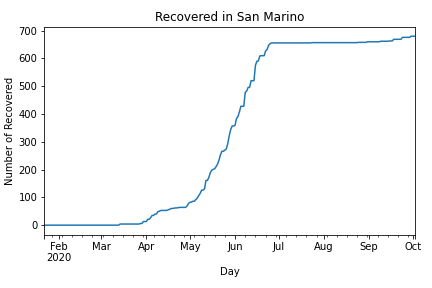 Recovered in San Marino
700
600
500
400
300
200
100
0
Number of Recovered
Feb Mar Apr May Jun Jul Aug Sep Oct
2020
Day